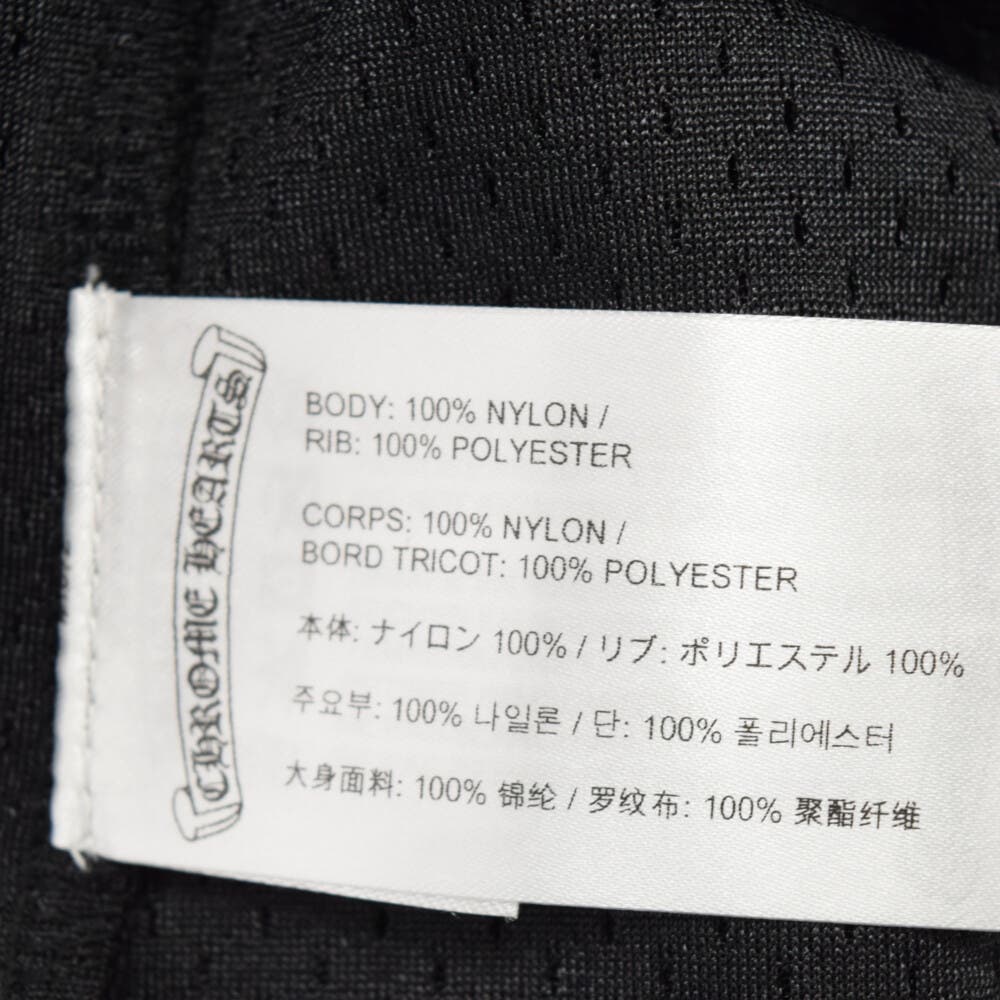 CHROME HEARTS
BODY: 100% NYLON /
RIB: 100% POLYESTER
CORPS: 100% NYLON /
BORD TRICOT: 100% POLYESTER
本体: ナイロン 100% / リブ: ポリエステル 100%
주요부: 100% 나일론 / 단: 100% 폴리에스터
大身面料: 100% 锦纶 / 罗纹布: 100% 聚酯纤维